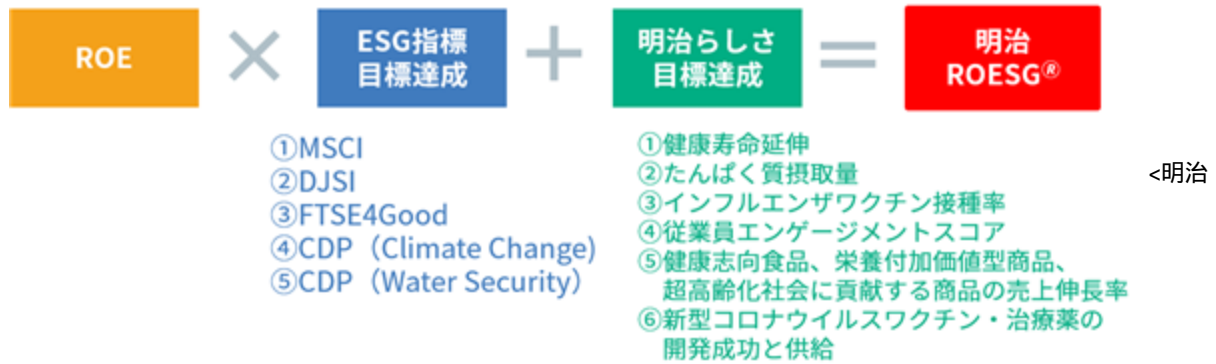 ROE
×
ESG指標
目標達成
+
明治らしさ
目標達成
=
明治
ROESG®
①MSCI
②DJSI
③FTSE4Good
④CDP（Climate Change)
⑤CDP（Water Security）
①健康寿命延伸
②たんぱく質摂取量
③インフルエンザワクチン接種率
④従業員エンゲージメントスコア
⑤健康志向食品、栄養付加価値型商品、
超高齢化社会に貢献する商品の売上伸長率
⑥新型コロナウイルスワクチン・治療薬の
開発成功と供給
<明治